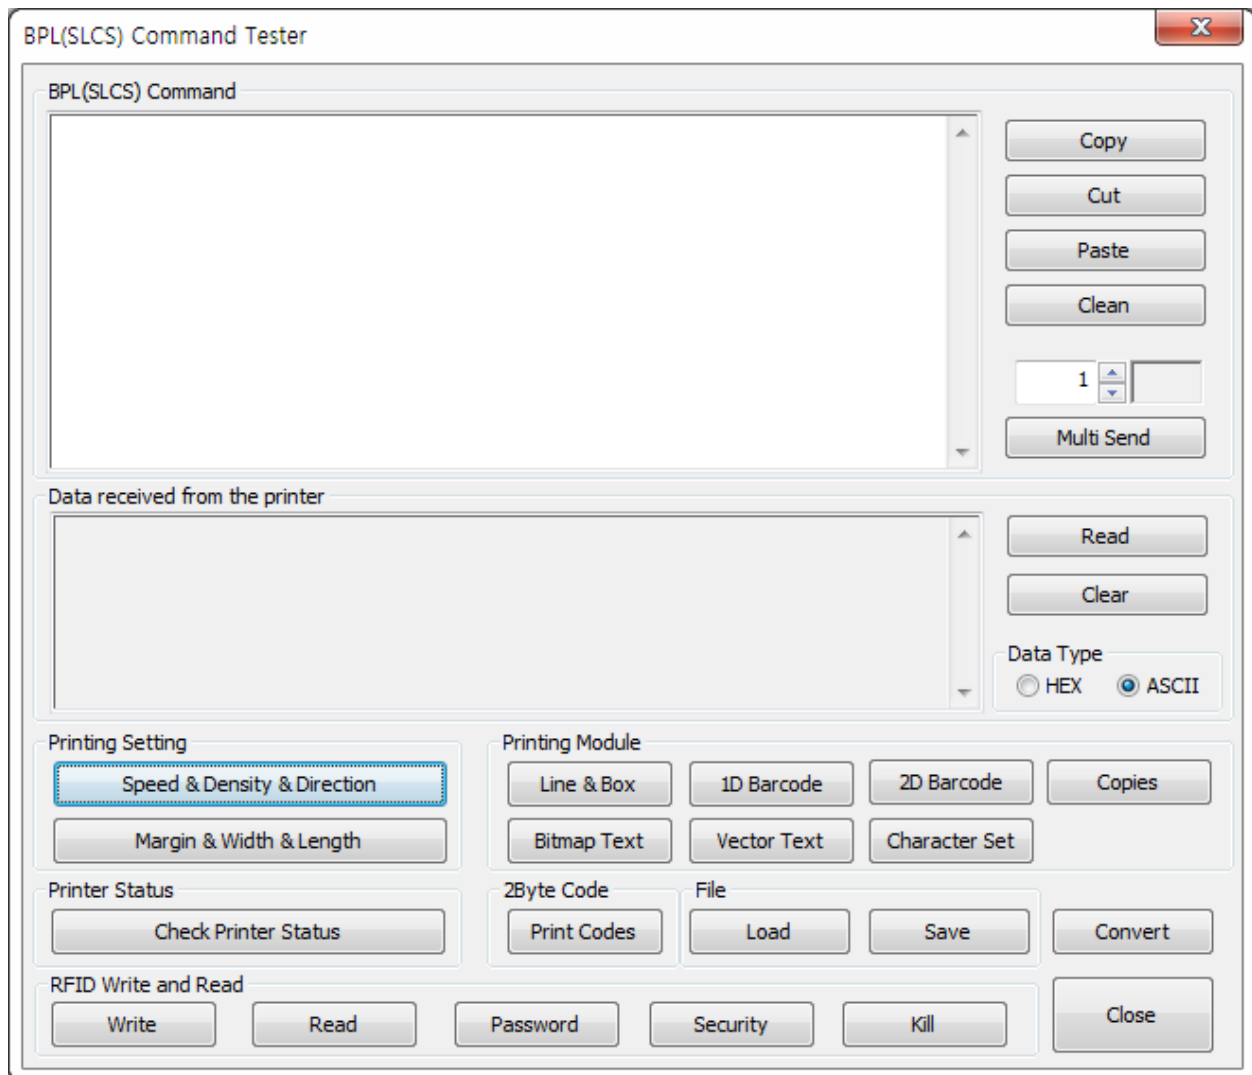 BPL(SLCS) Command Tester
BPL(SLCS) Command
Copy
Cut
Paste
Clean
1
Multi Send
Data received from the printer
Read
Clear
Data Type
HEX ASCII
Printing Setting
Speed & Density & Direction
Margin & Width & Length
Printing Module
Line & Box 1D Barcode 2D Barcode Copies
Bitmap Text Vector Text Character Set
Printer Status
Check Printer Status
2Byte Code
Print Codes
File
Load Save
Convert
RFID Write and Read
Write Read Password Security Kill
Close